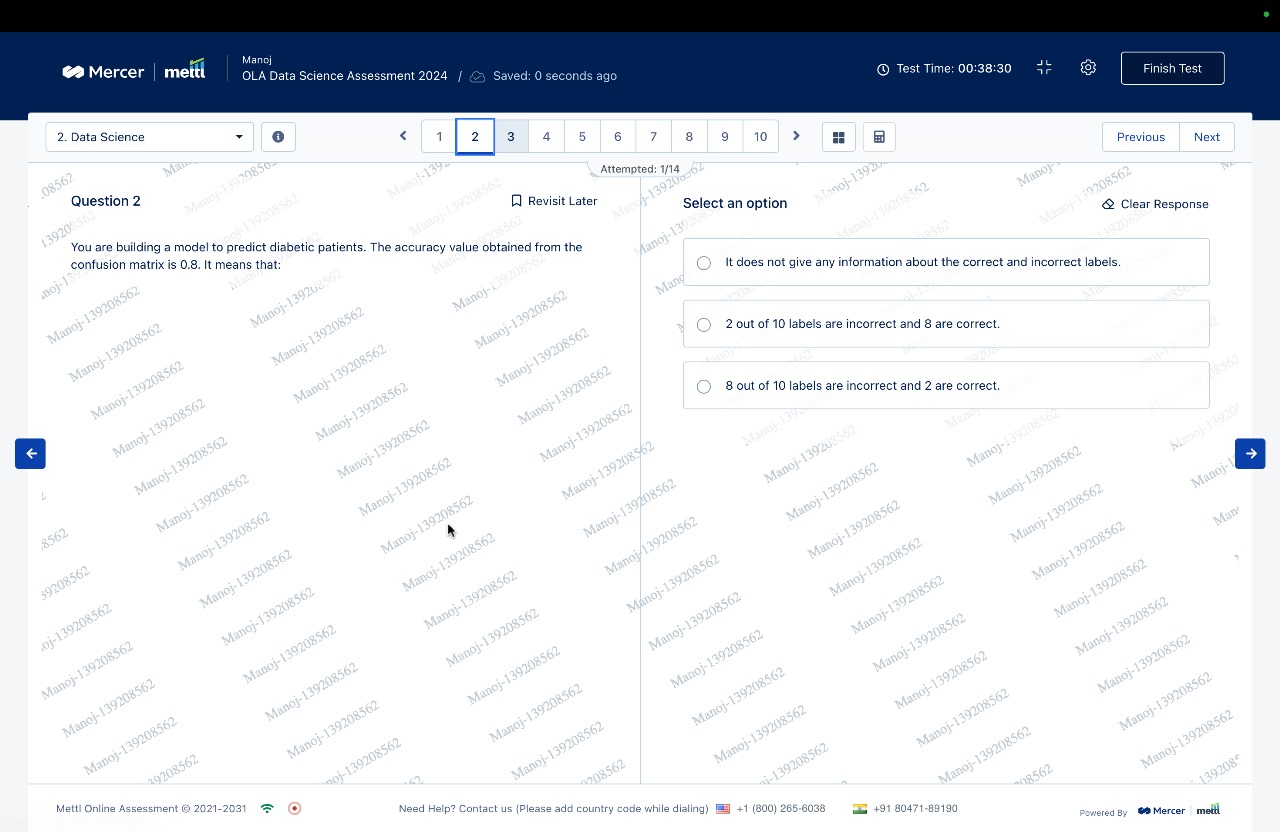 Mercer mettl
Manoj
OLA Data Science Assessment 2024 / Saved: 0 seconds ago
Test Time: 00:38:30
Finish Test
2. Data Science
1 2 3 4 5 6 7 8 9 10
Previous Next
Attempted: 1/14
Question 2
Revisit Later
You are building a model to predict diabetic patients. The accuracy value obtained from the
confusion matrix is 0.8. It means that:
Select an option
Clear Response
It does not give any information about the correct and incorrect labels.
2 out of 10 labels are incorrect and 8 are correct.
8 out of 10 labels are incorrect and 2 are correct.
Manoj-139208562
Mettl Online Assessment © 2021-2031
Need Help? Contact us (Please add country code while dialing) +1 (800) 265-6038 +91 80471-89190
Powered By Mercer mettl